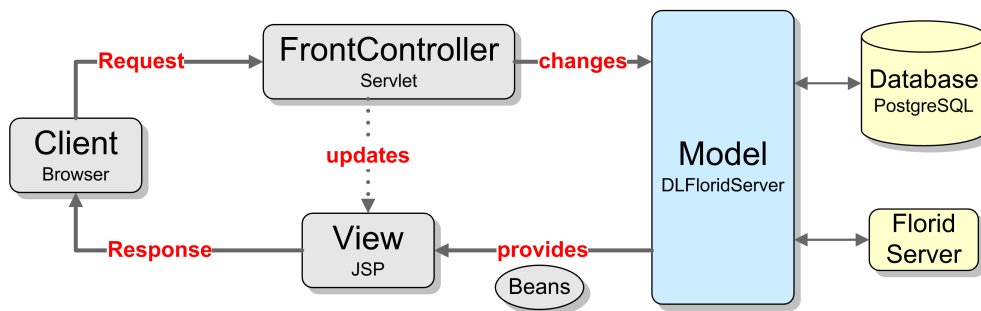 FrontController
Servlet
Request
changes
Database
PostgreSQL
Client
Browser
updates
Model
DLFloridServer
View
JSP
Response
provides
Beans
Florid
Server